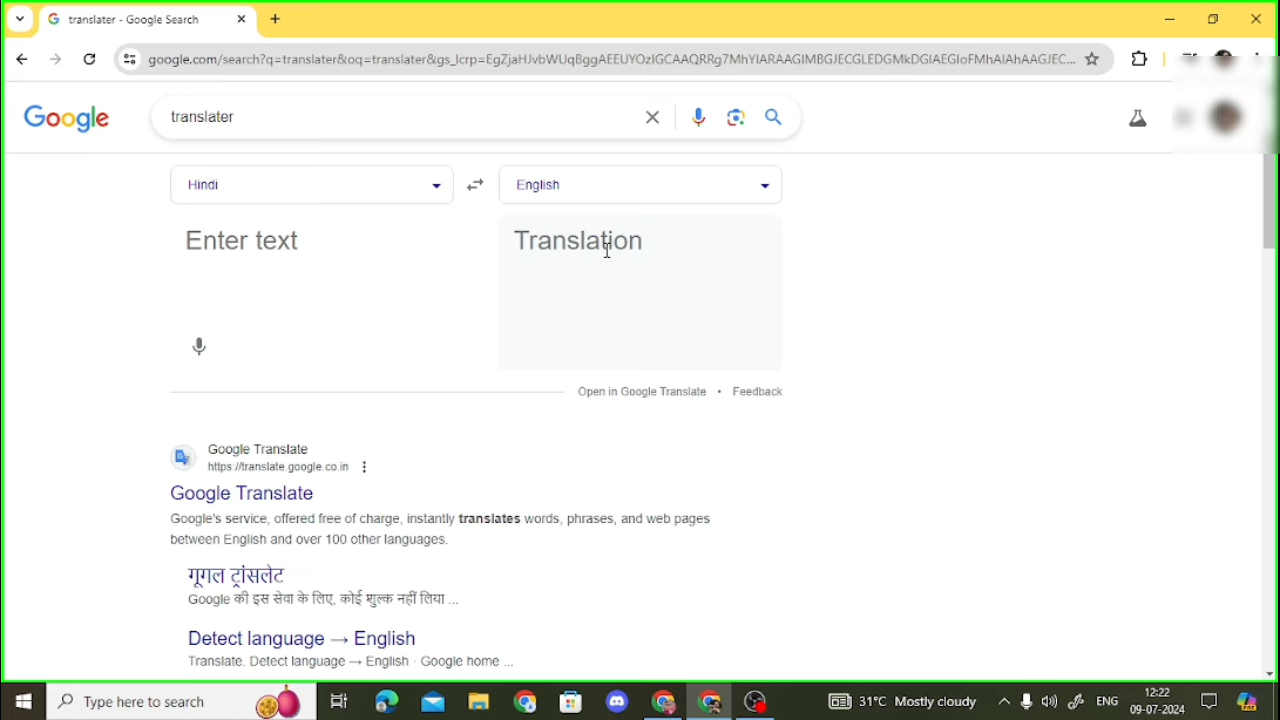 translater - Google Search
google.com/search?q=translater&oq=translater&gs_lcrp=EgZjaHJvbWUqBggAEEUYOzIGCAAQRRg7MhYIARAAGIMBGJECGLEDGMkDGIAEGIoFMhAIAhAAGJEC...
Google
translater
Hindi
English
Enter text
Translation
Open in Google Translate • Feedback
Google Translate
https://translate.google.co.in
Google Translate
Google's service, offered free of charge, instantly translates words, phrases, and web pages
between English and over 100 other languages.
गूगल ट्रांसलेट
Google की इस सेवा के लिए, कोई शुल्क नहीं लिया ...
Detect language → English
Translate. Detect language → English · Google home ...
Type here to search
31°C Mostly cloudy
ENG
12:22
09-07-2024